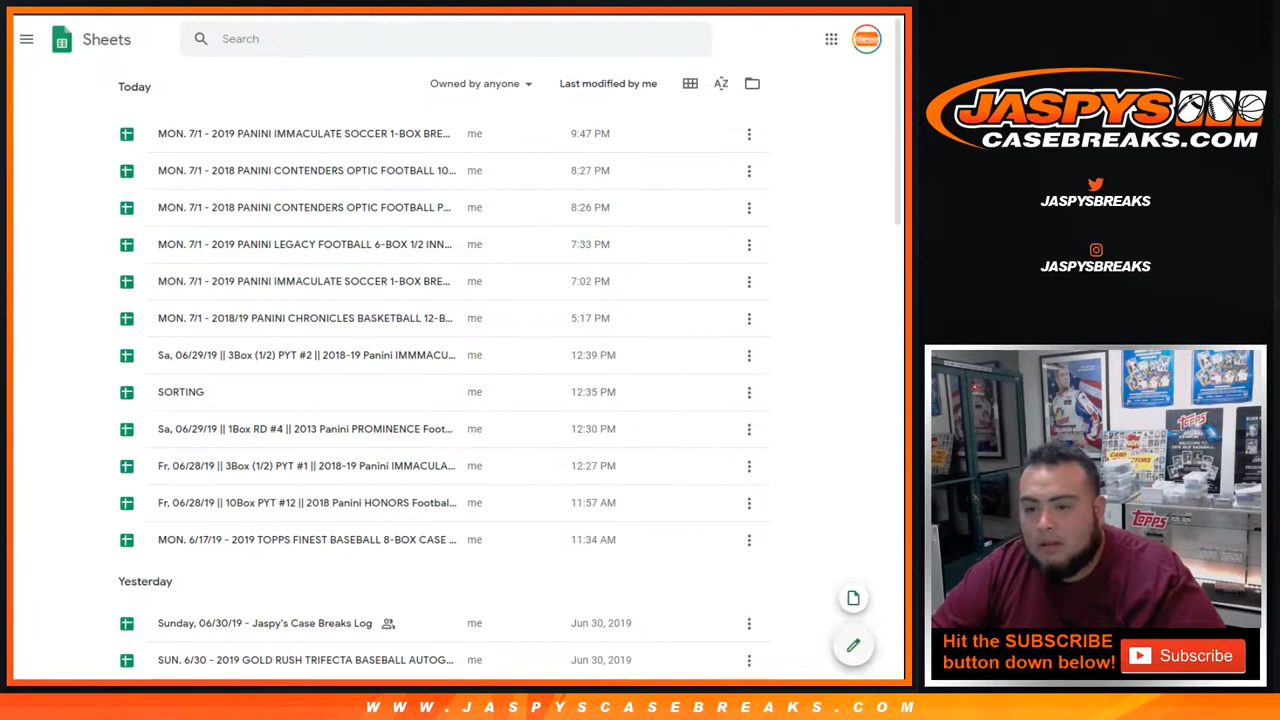 Sheets
Search
Today
Owned by anyone
Last modified by me
AZ
MON. 7/1 - 2019 PANINI IMMACULATE SOCCER 1-BOX BRE... me 9:47 PM
MON. 7/1 - 2018 PANINI CONTENDERS OPTIC FOOTBALL 10... me 8:27 PM
MON. 7/1 - 2018 PANINI CONTENDERS OPTIC FOOTBALL P... me 8:26 PM
MON. 7/1 - 2019 PANINI LEGACY FOOTBALL 6-BOX 1/2 INN... me 7:33 PM
MON. 7/1 - 2019 PANINI IMMACULATE SOCCER 1-BOX BRE... me 7:02 PM
MON. 7/1 - 2018/19 PANINI CHRONICLES BASKETBALL 12-B... me 5:17 PM
Sa, 06/29/19 || 3Box (1/2) PYT #2 || 2018-19 Panini IMMMACU... me 12:39 PM
SORTING me 12:35 PM
Sa, 06/29/19 || 1Box RD #4 || 2013 Panini PROMINENCE Foot... me 12:30 PM
Fr, 06/28/19 || 3Box (1/2) PYT #1 || 2018-19 Panini IMMACULA... me 12:27 PM
Fr, 06/28/19 || 10Box PYT #12 || 2018 Panini HONORS Footbal... me 11:57 AM
MON. 6/17/19 - 2019 TOPPS FINEST BASEBALL 8-BOX CASE ... me 11:34 AM
Yesterday
Sunday, 06/30/19 - Jaspy's Case Breaks Log me Jun 30, 2019
SUN. 6/30 - 2019 GOLD RUSH TRIFECTA BASEBALL AUTOG... me Jun 30, 2019
JASPYS
CASEBREAKS.COM
JASPYSBREAKS
JASPYSBREAKS
TOPPS
topps
Hit the SUBSCRIBE
button down below!
Subscribe
WWW.JASPYSCASEBREAKS.COM